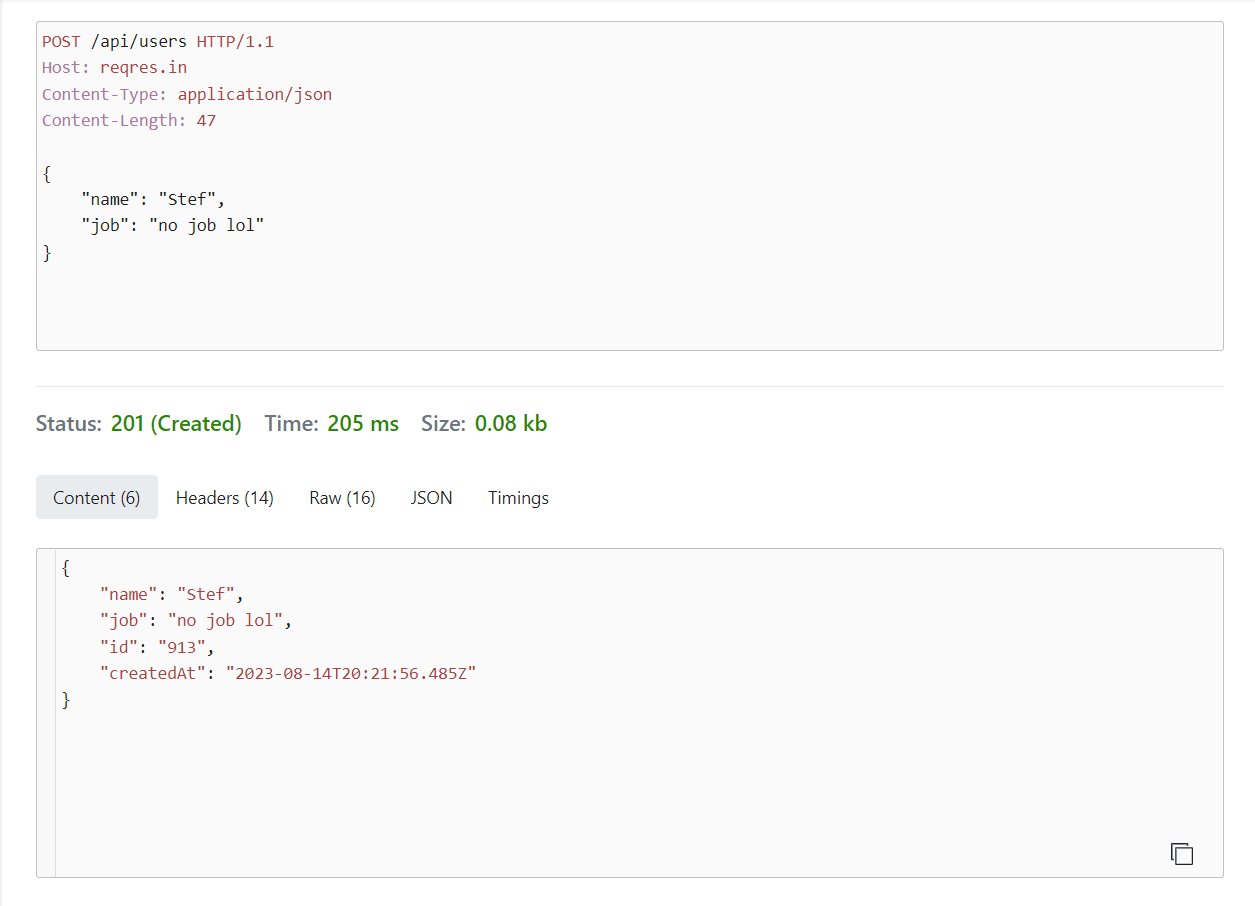 POST /api/users HTTP/1.1
Host: reqres.in
Content-Type: application/json
Content-Length: 47
{
    "name": "Stef",
    "job": "no job lol"
}
Status: 201 (Created) Time: 205 ms Size: 0.08 kb
Content (6) Headers (14) Raw (16) JSON Timings
{
    "name": "Stef",
    "job": "no job lol",
    "id": "913",
    "createdAt": "2023-08-14T20:21:56.485Z"
}